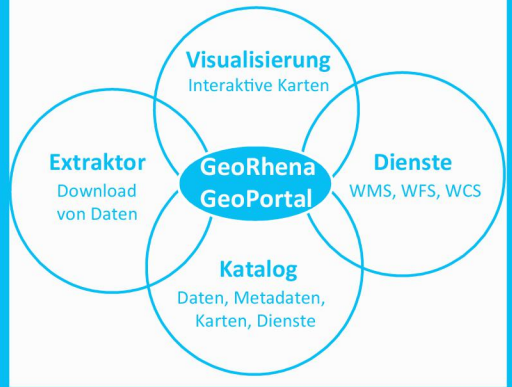 Visualisierung
Interaktive Karten
Extraktor
Download
von Daten
GeoRhena
GeoPortal
Dienste
WMS, WFS, WCS
Katalog
Daten, Metadaten,
Karten, Dienste